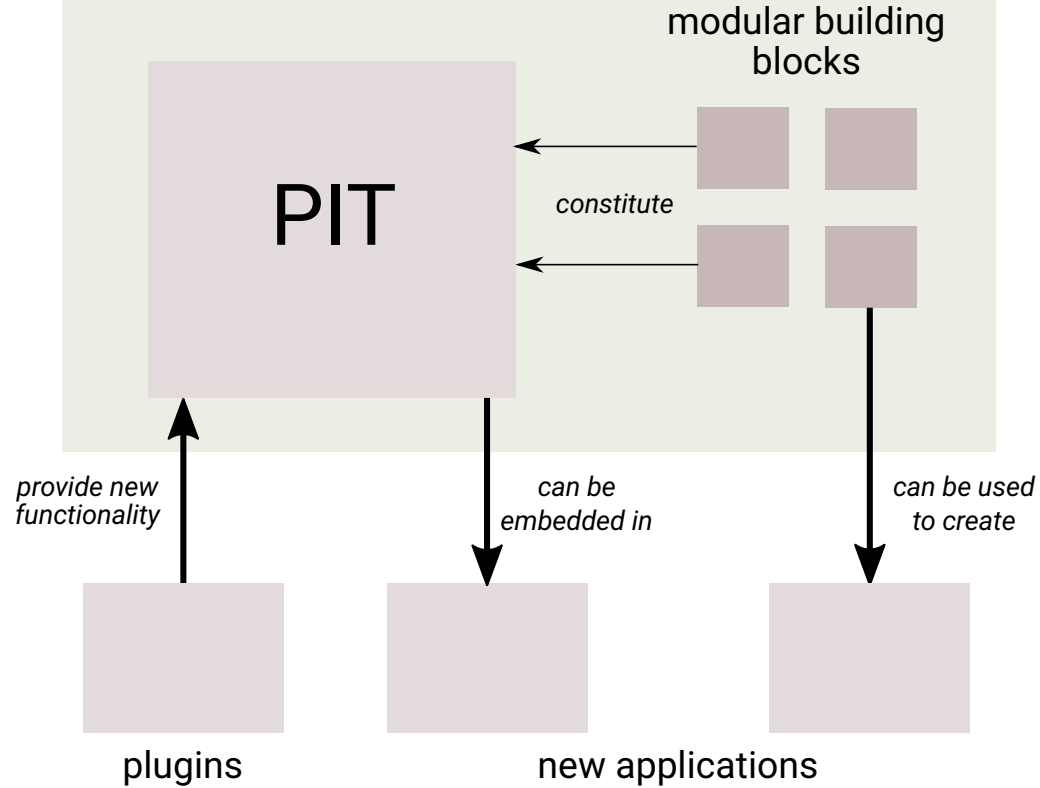 modular building
blocks
PIT
constitute
provide new
functionality
can be
embedded in
can be used
to create
plugins
new applications